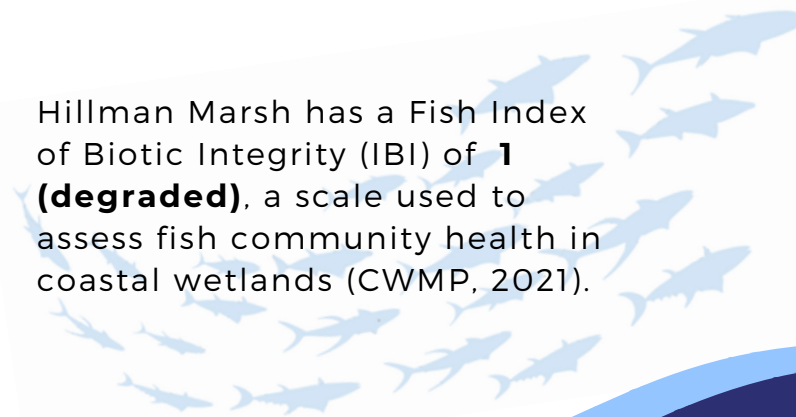 Hillman Marsh has a Fish Index
of Biotic Integrity (IBI) of 1
(degraded), a scale used to
assess fish community health in
coastal wetlands (CWMP, 2021).